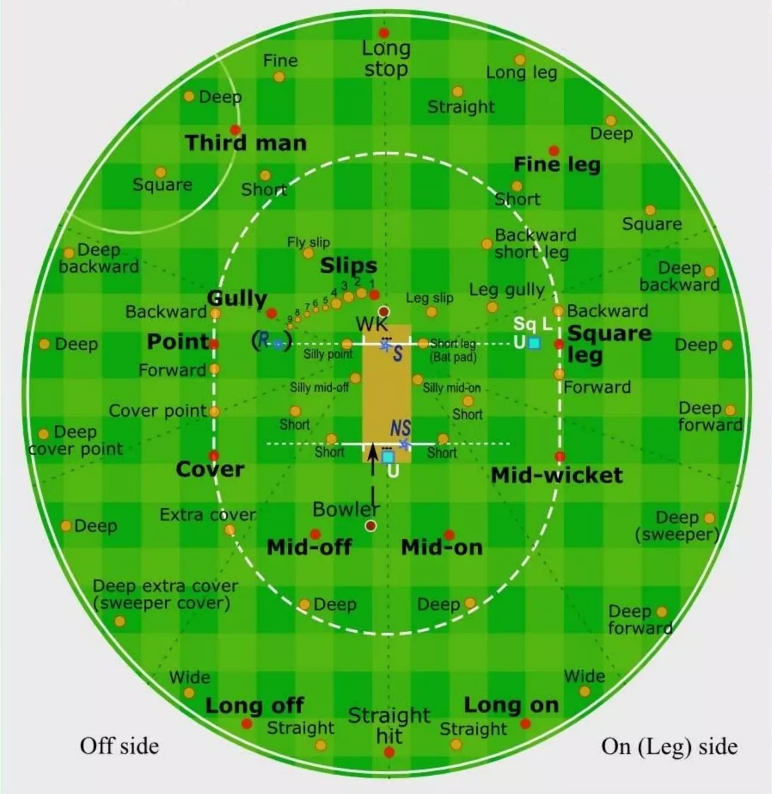 Long
stop
Fine
Long leg
Deep
Straight
Deep
Third man
Fine leg
Square
Short
Short
Square
Fly slip
Backward
short leg
Deep
backward
Slips
Deep
backward
Gully
9 8 7 6 5 4 3 2 1
Leg slip
Leg gully
Backward
Backward
WK
Sq L
U
Point
(R)
Square
leg
Deep
Silly point
S
Short leg
(Bat pad)
Deep
Forward
Silly mid-off
Silly mid-on
Forward
Cover point
Short
Short
Deep
forward
Deep
cover point
NS
Short
Short
Cover
U
Mid-wicket
Extra cover
Bowler
Deep
Deep
(sweeper)
Mid-off
Mid-on
Deep extra cover
(sweeper cover)
Deep
Deep
Deep
forward
Wide
Wide
Long off
Long on
Straight
Straight
hit
Straight
Off side
On (Leg) side